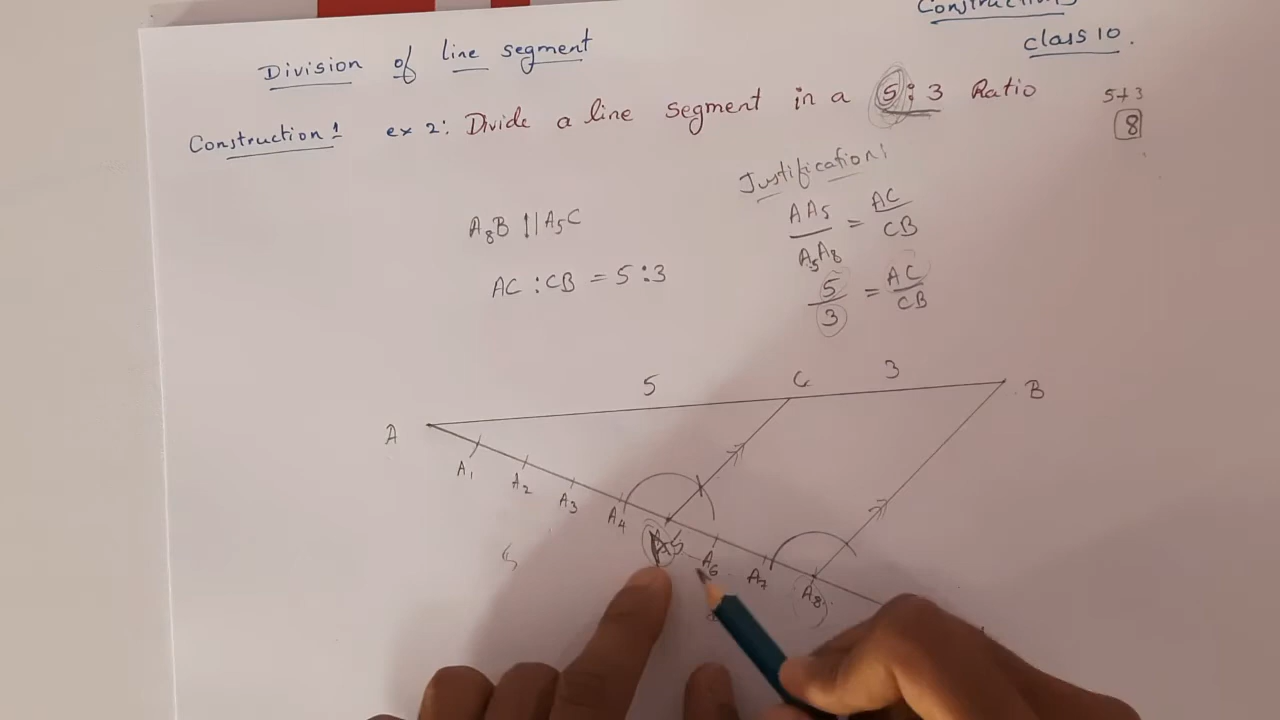 Construction
class 10.
Division of line segment
Construction 1 ex 2: Divide a line segment in a 5:3 Ratio
5+3
8
Justification:
A₈B || A₅C
AA₅/A₅A₈ = AC/CB
AC : CB = 5 : 3
5/3 = AC/CB
5
C
3
A
B
A₁
A₂
A₃
A₄
A₅
A₆
A₇
A₈
5